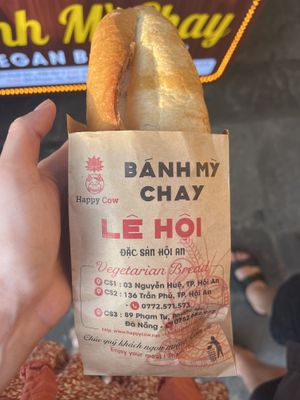 nh Mỳ Chay
EGAN B
Happy Cow
BÁNH MỲ
CHAY
LÊ HỘI
ĐẶC SẢN HỘI AN
Vegetarian Bread
CS1 : 03 Nguyễn Huệ, TP. Hội An
CS2 : 136 Trần Phú, TP. Hội An
0772.571.573
CS3 : 89 Phạm Tu,
Đà Nẵng -
Chúc quý khách ngon
Enjoy your meal !